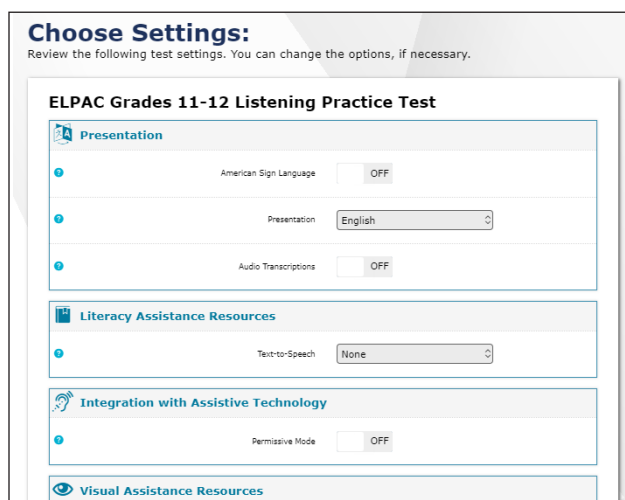 Choose Settings:
Review the following test settings. You can change the options, if necessary.
ELPAC Grades 11-12 Listening Practice Test
Presentation
American Sign Language OFF
Presentation English
Audio Transcriptions OFF
Literacy Assistance Resources
Text-to-Speech None
Integration with Assistive Technology
Permissive Mode OFF
Visual Assistance Resources